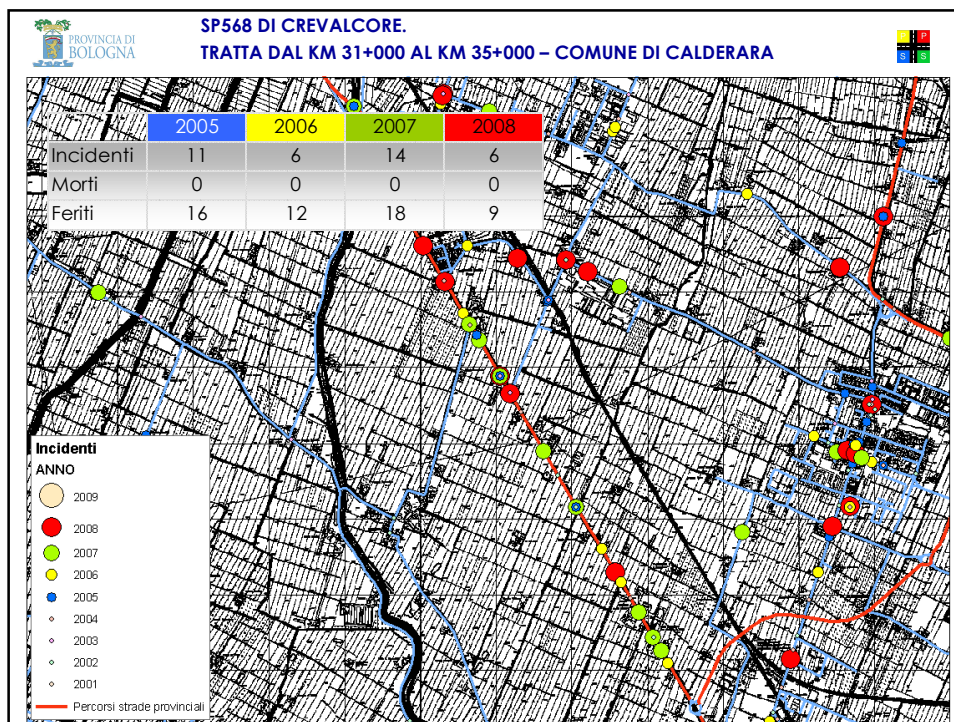 PROVINCIA DI
BOLOGNA
SP568 DI CREVALCORE.
TRATTA DAL KM 31+000 AL KM 35+000 – COMUNE DI CALDERARA
P P
S S
2005 2006 2007 2008
Incidenti 11 6 14 6
Morti 0 0 0 0
Feriti 16 12 18 9
Incidenti
ANNO
2009
2008
2007
2006
2005
2004
2003
2002
2001
Percorsi strade provinciali